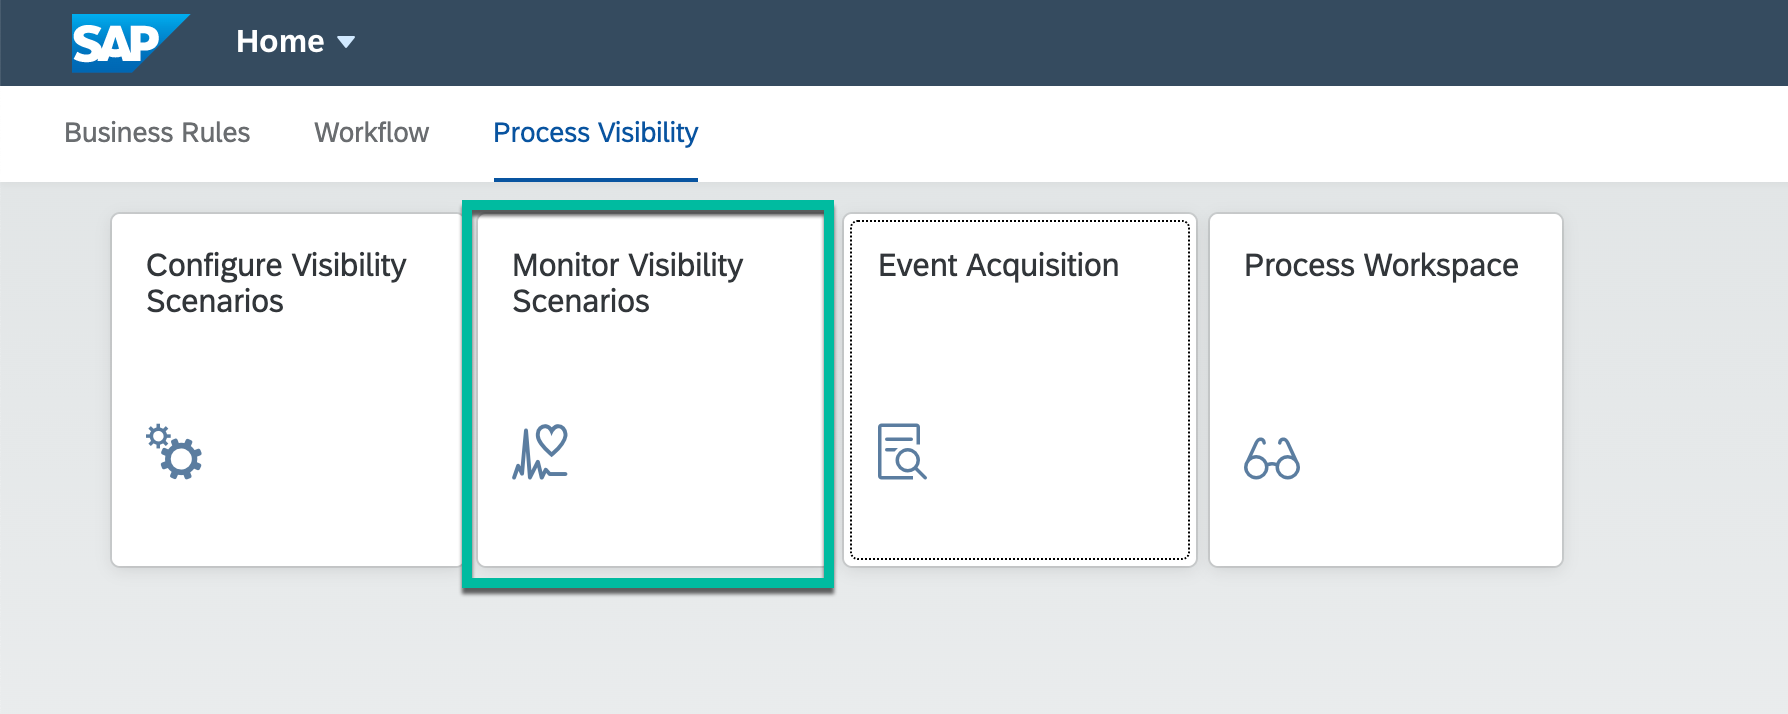 SAP
Home
Business Rules
Workflow
Process Visibility
Configure Visibility
Scenarios
Monitor Visibility
Scenarios
Event Acquisition
Process Workspace